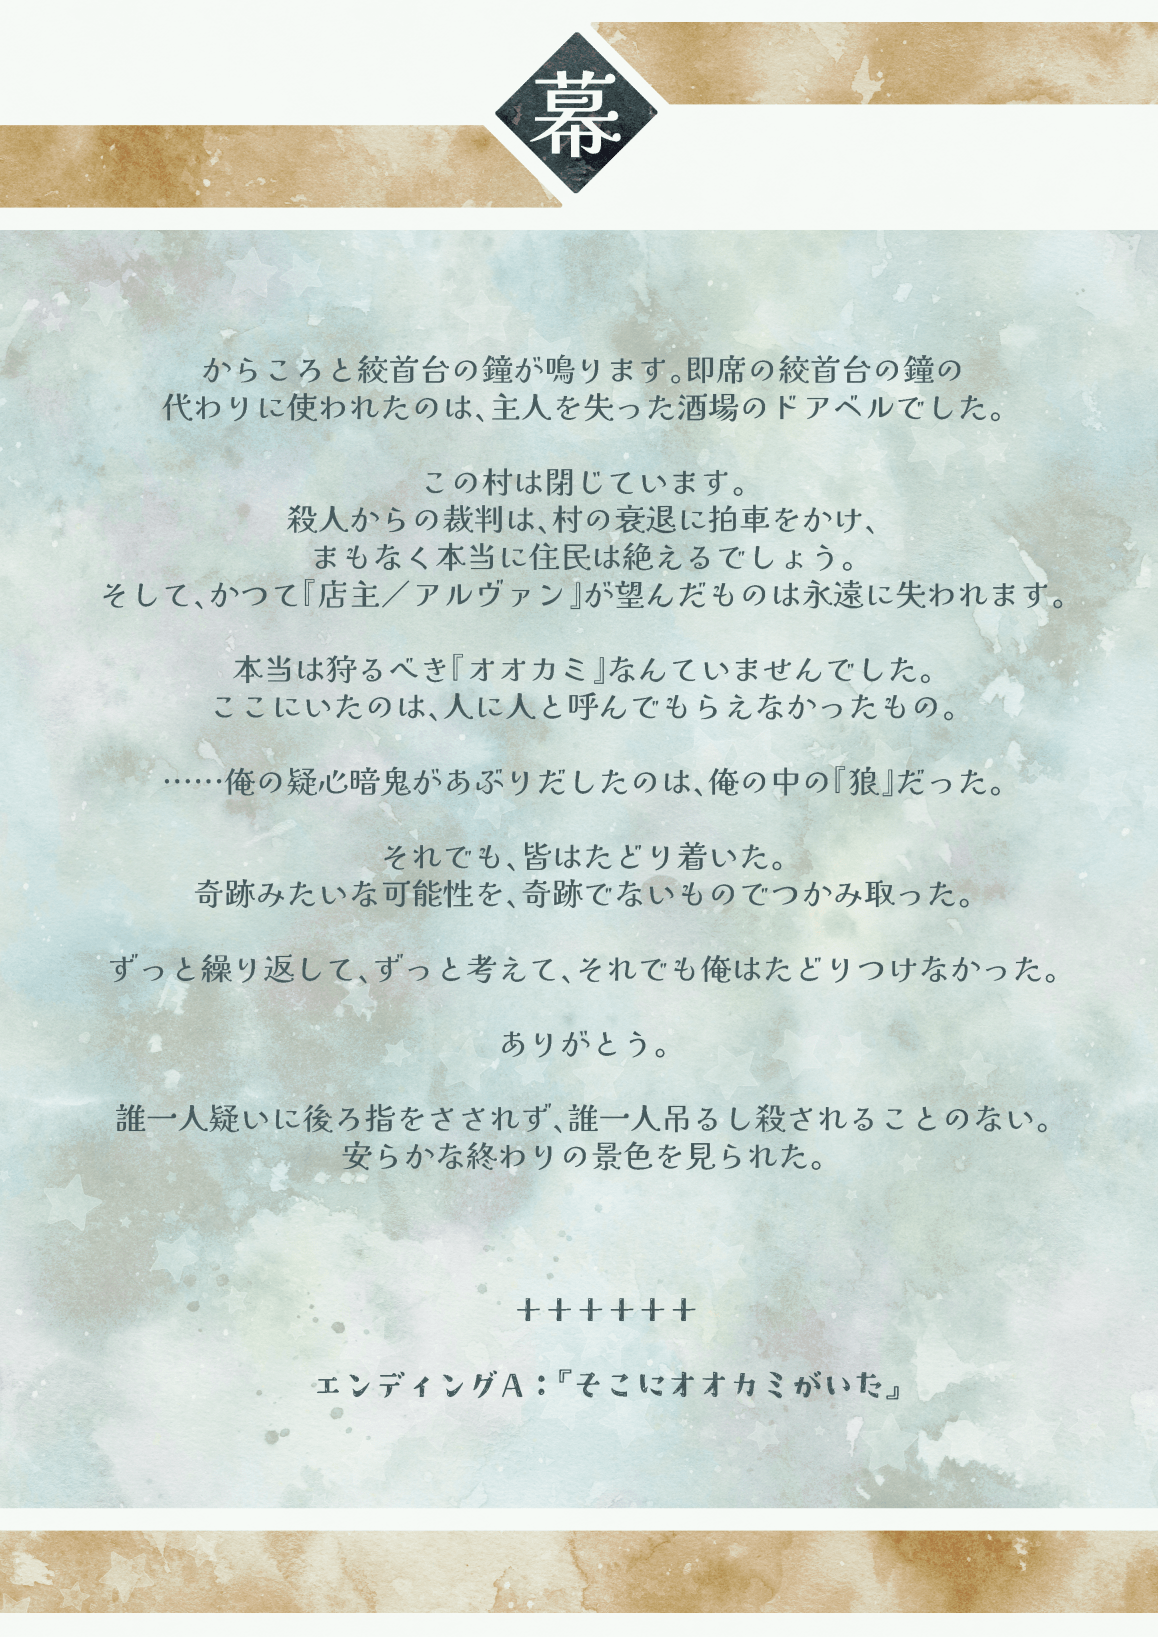 幕
からころと絞首台の鐘が鳴ります。即席の絞首台の鐘の
代わりに使われたのは、主人を失った酒場のドアベルでした。
この村は閉じています。
殺人からの裁判は、村の衰退に拍車をかけ、
まもなく本当に住民は絶えるでしょう。
そして、かつて『店主／アルヴァン』が望んだものは永遠に失われます。
本当は狩るべき『オオカミ』なんていませんでした。
ここにいたのは、人に人と呼んでもらえなかったもの。
……俺の疑心暗鬼があぶりだしたのは、俺の中の『狼』だった。
それでも、皆はたどり着いた。
奇跡みたいな可能性を、奇跡でないものでつかみ取った。
ずっと繰り返して、ずっと考えて、それでも俺はたどりつけなかった。
ありがとう。
誰一人疑いに後ろ指をさされず、誰一人吊るし殺されることのない。
安らかな終わりの景色を見られた。
++++++
エンディングA：『そこにオオカミがいた』